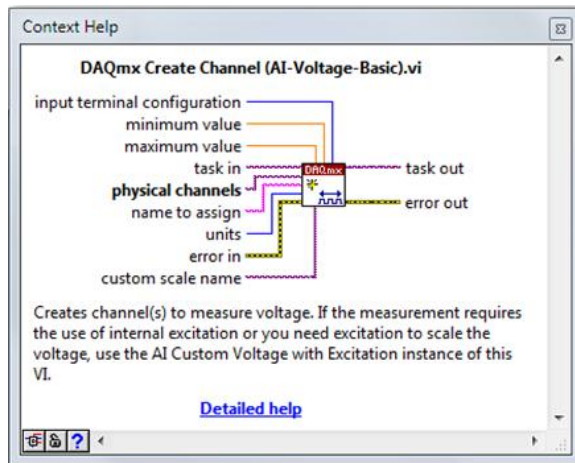 Context Help
DAQmx Create Channel (AI-Voltage-Basic).vi
input terminal configuration
minimum value
maximum value
task in
physical channels
name to assign
units
error in
custom scale name
DAQmx
task out
error out
Creates channel(s) to measure voltage. If the measurement requires
the use of internal excitation or you need excitation to scale the
voltage, use the AI Custom Voltage with Excitation instance of this
VI.
Detailed help
?